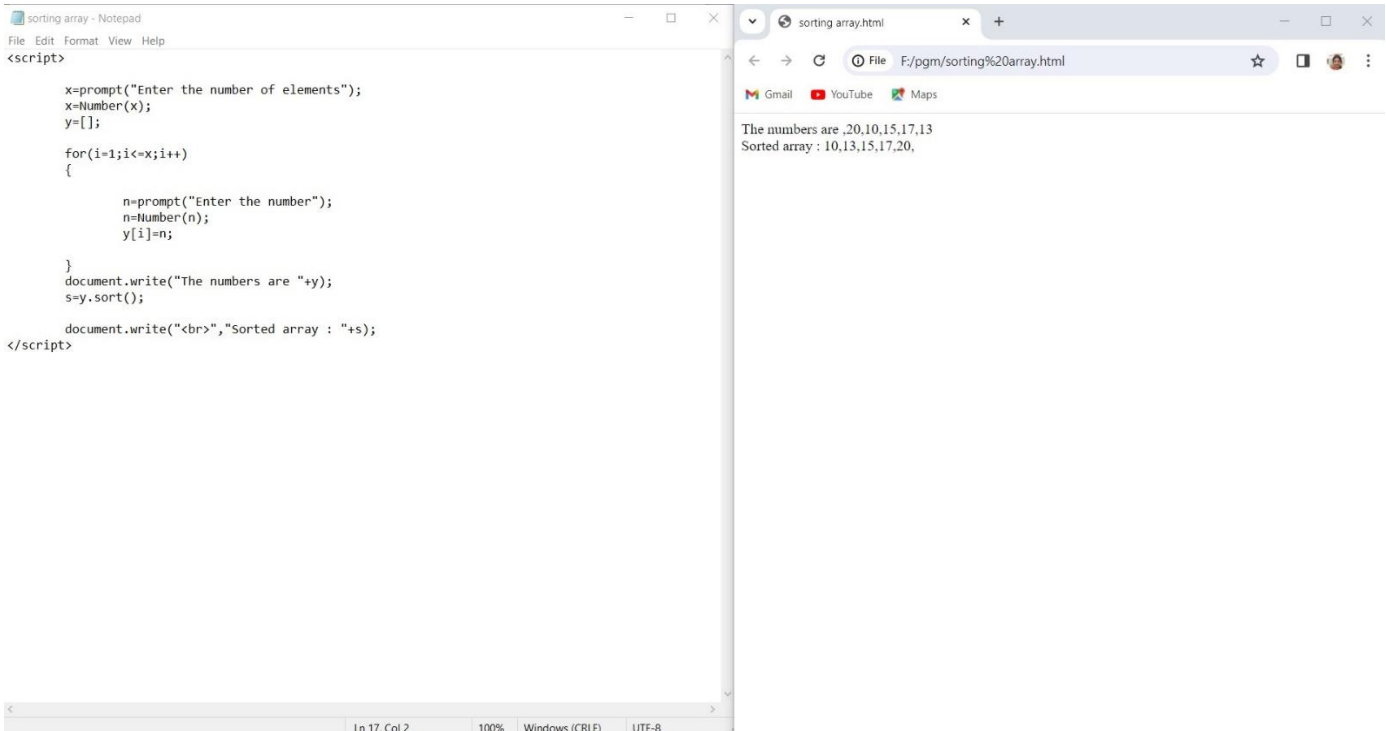 sorting array - Notepad
File Edit Format View Help
<script>
x=prompt("Enter the number of elements");
x=Number(x);
y=[];
for(i=1;i<=x;i++)
{
n=prompt("Enter the number");
n=Number(n);
y[i]=n;
}
document.write("The numbers are "+y);
s=y.sort();
document.write("<br>","Sorted array : "+s);
</script>
Ln 17, Col 2 100% Windows (CRLF) UTF-8
sorting array.html
File F:/pgm/sorting%20array.html
Gmail YouTube Maps
The numbers are ,20,10,15,17,13
Sorted array : 10,13,15,17,20,